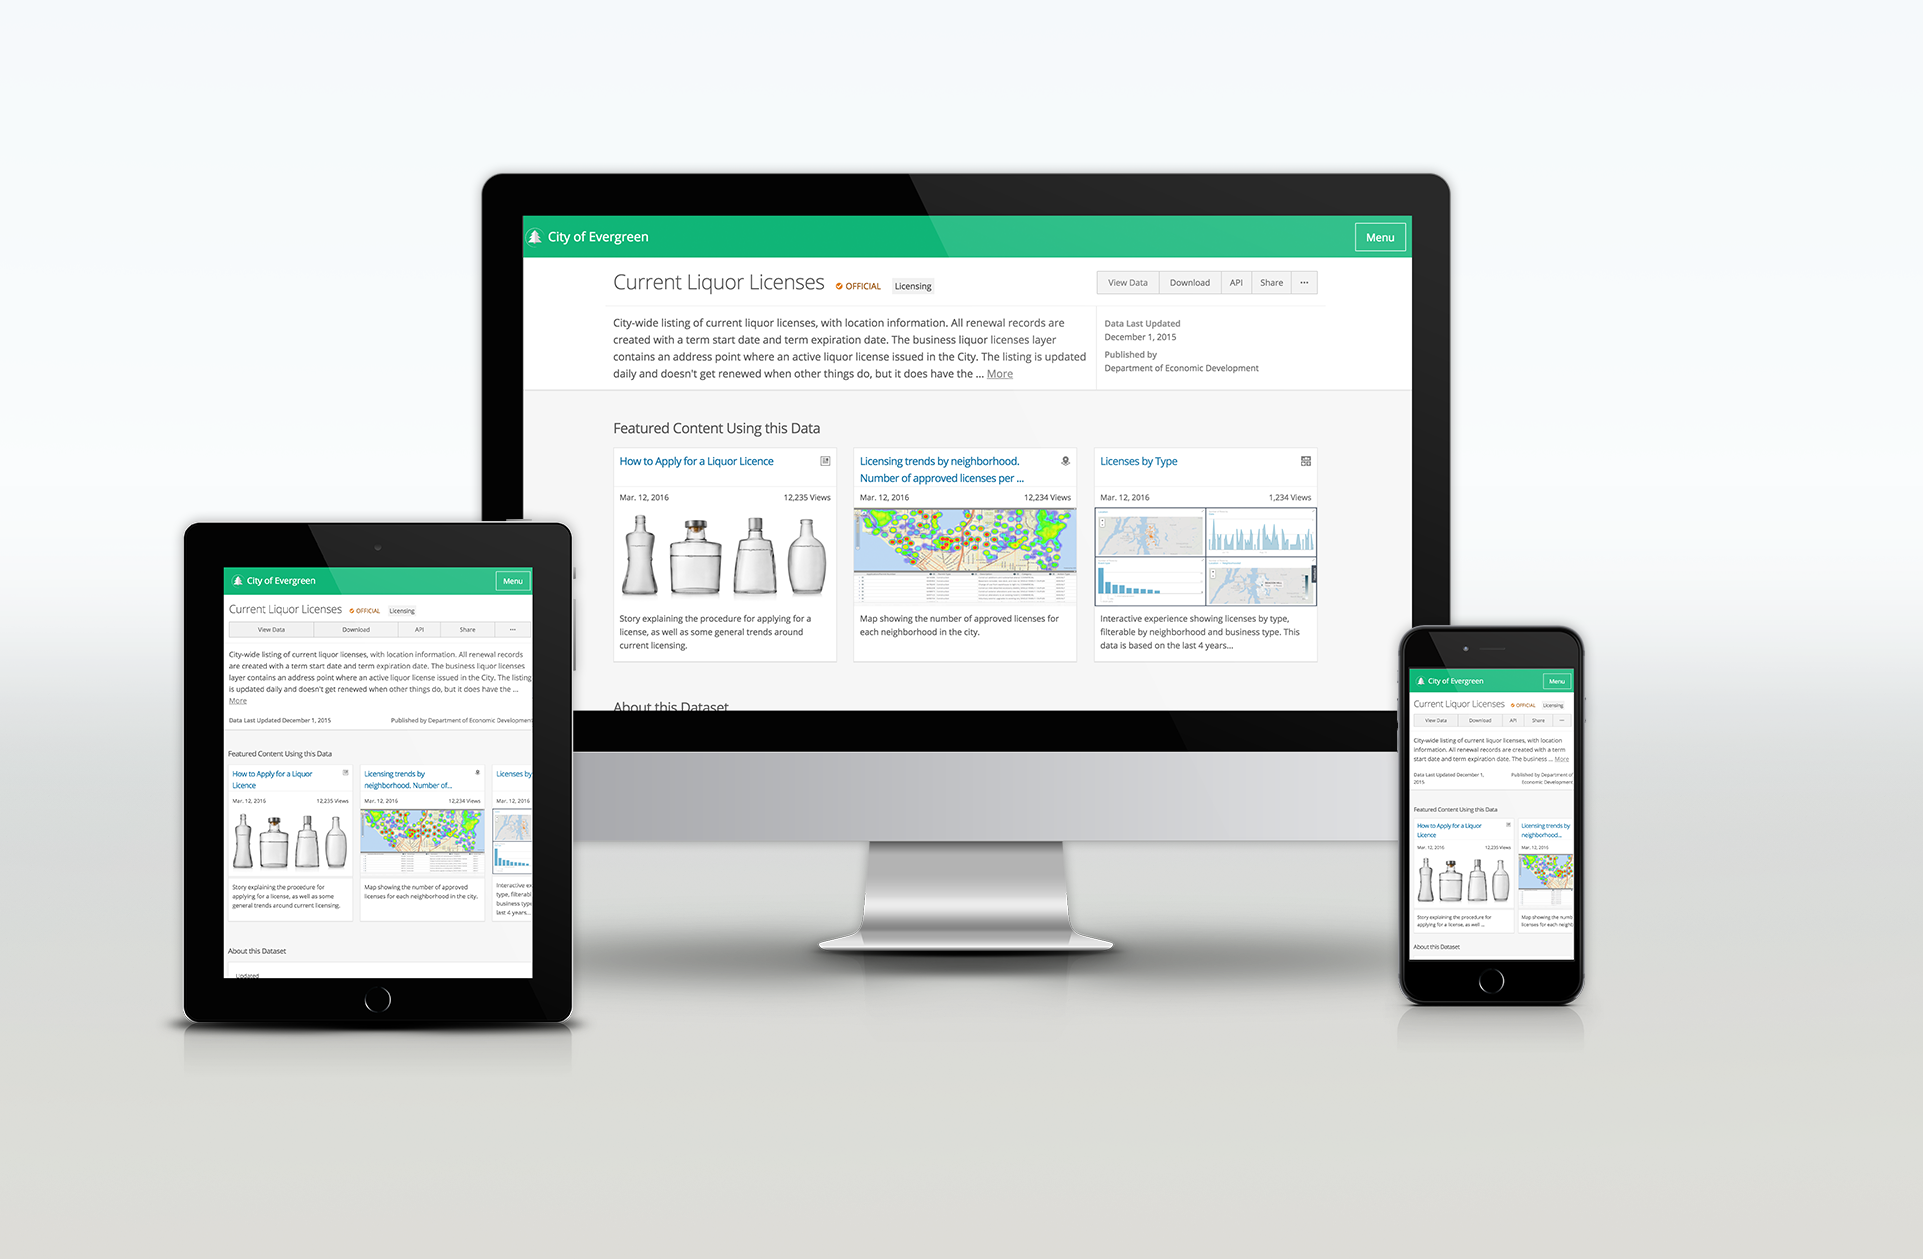 City of Evergreen
Menu
Current Liquor Licenses
OFFICIAL
Licensing
View Data
Download
API
Share
City-wide listing of current liquor licenses, with location information. All renewal records are
created with a term start date and term expiration date. The business liquor licenses layer
contains an address point where an active liquor license issued in the City. The listing is updated
daily and doesn't get renewed when other things do, but it does have the ... More
Data Last Updated
December 1, 2015
Published by
Department of Economic Development
Featured Content Using this Data
How to Apply for a Liquor Licence
Mar. 12, 2016
12,235 Views
Story explaining the procedure for applying for a
license, as well as some general trends around
current licensing.
Licensing trends by neighborhood.
Number of approved licenses per ...
Mar. 12, 2016
12,234 Views
Map showing the number of approved licenses for
each neighborhood in the city.
Licenses by Type
Mar. 12, 2016
1,234 Views
Interactive experience showing licenses by type,
filterable by neighborhood and business type. This
data is based on the last 4 years...
About this Dataset
City of Evergreen
Menu
Current Liquor Licenses
OFFICIAL
Licensing
View Data
Download
API
Share
City-wide listing of current liquor licenses, with location information. All renewal records
are created with a term start date and term expiration date. The business liquor licenses
layer contains an address point where an active liquor license issued in the City. The listing
is updated daily and doesn't get renewed when other things do, but it does have the ...
More
Data Last Updated December 1, 2015
Published by Department of Economic Development
Featured Content Using this Data
How to Apply for a Liquor
Licence
Mar. 12, 2016
12,235 Views
Story explaining the procedure for
applying for a license, as well as some
general trends around current licensing.
Licensing trends by
neighborhood. Number of...
Mar. 12, 2016
12,234 Views
Map showing the number of approved
licenses for each neighborhood in the city.
Licenses by
Mar. 12, 2016
Interactive ex
type, filterabl
business type
last 4 years...
About this Dataset
Updated
City of Evergreen
Menu
Current Liquor Licenses
OFFICIAL
Licensing
View Data
Download
API
Share
City-wide listing of current liquor licenses, with location
information. All renewal records are created with a term
start date and term expiration date. The business ... More
Data Last Updated December 1,
2015
Published by Department of
Economic Development
Featured Content Using this Data
How to Apply for a Liquor
Licence
Mar. 12, 2016
12,235 Views
Story explaining the procedure for
applying for a license, as well ...
Licensing trends by
neighborhood...
Mar. 12, 2016
Map showing the numb
licenses for each neighb
About this Dataset